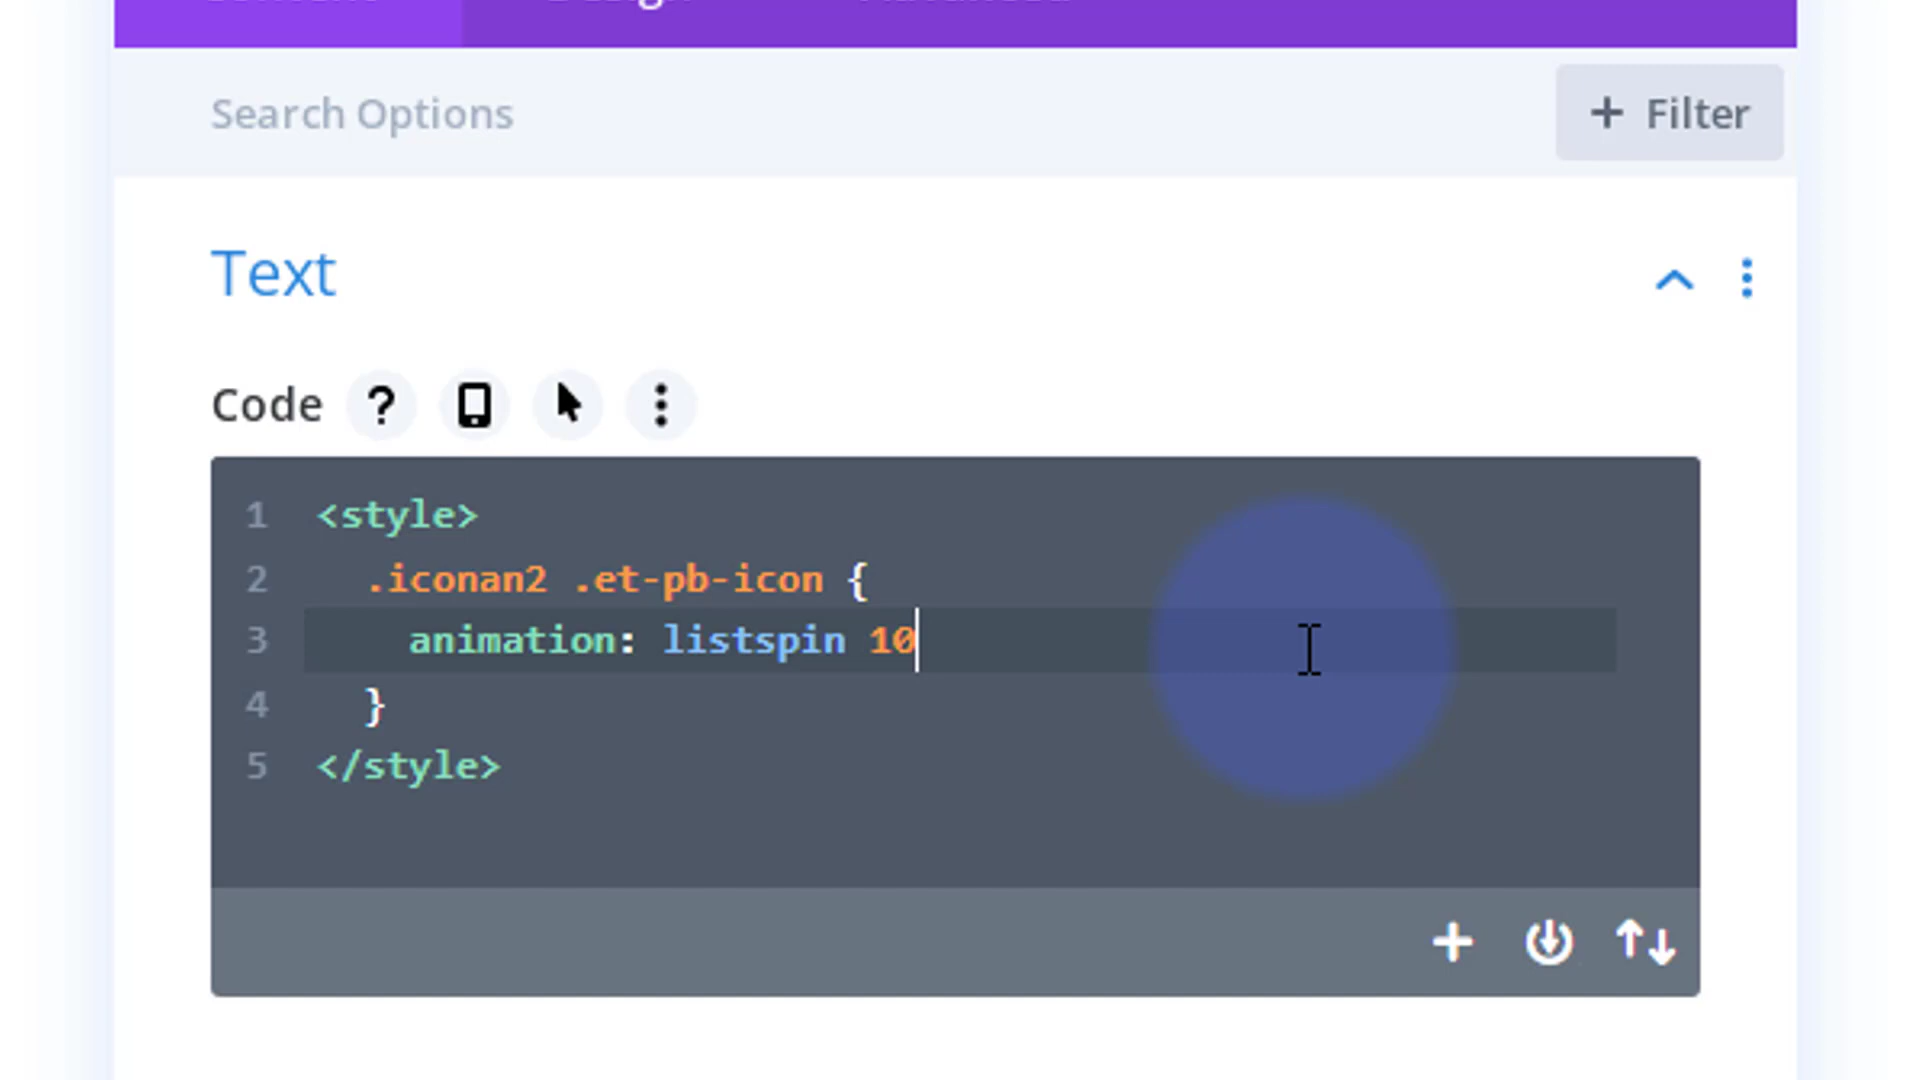 Search Options
+ Filter
Text
Code ?
1 <style>
2 .iconan2 .et-pb-icon {
3 animation: listspin 10
4 }
5 </style>